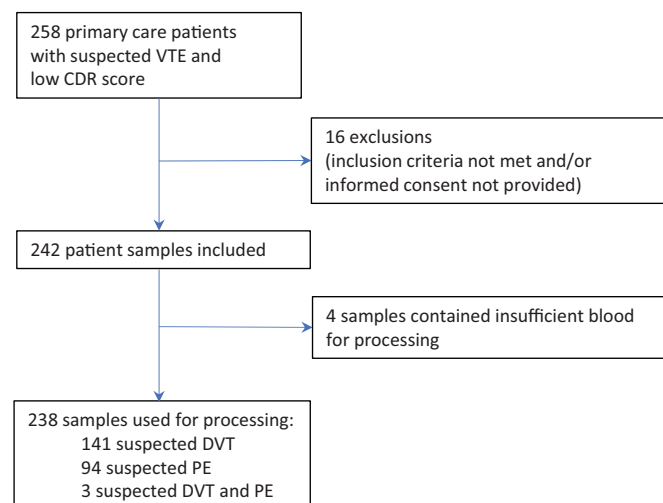 258 primary care patients
with suspected VTE and
low CDR score
16 exclusions
(inclusion criteria not met and/or
informed consent not provided)
242 patient samples included
4 samples contained insufficient blood
for processing
238 samples used for processing:
141 suspected DVT
94 suspected PE
3 suspected DVT and PE